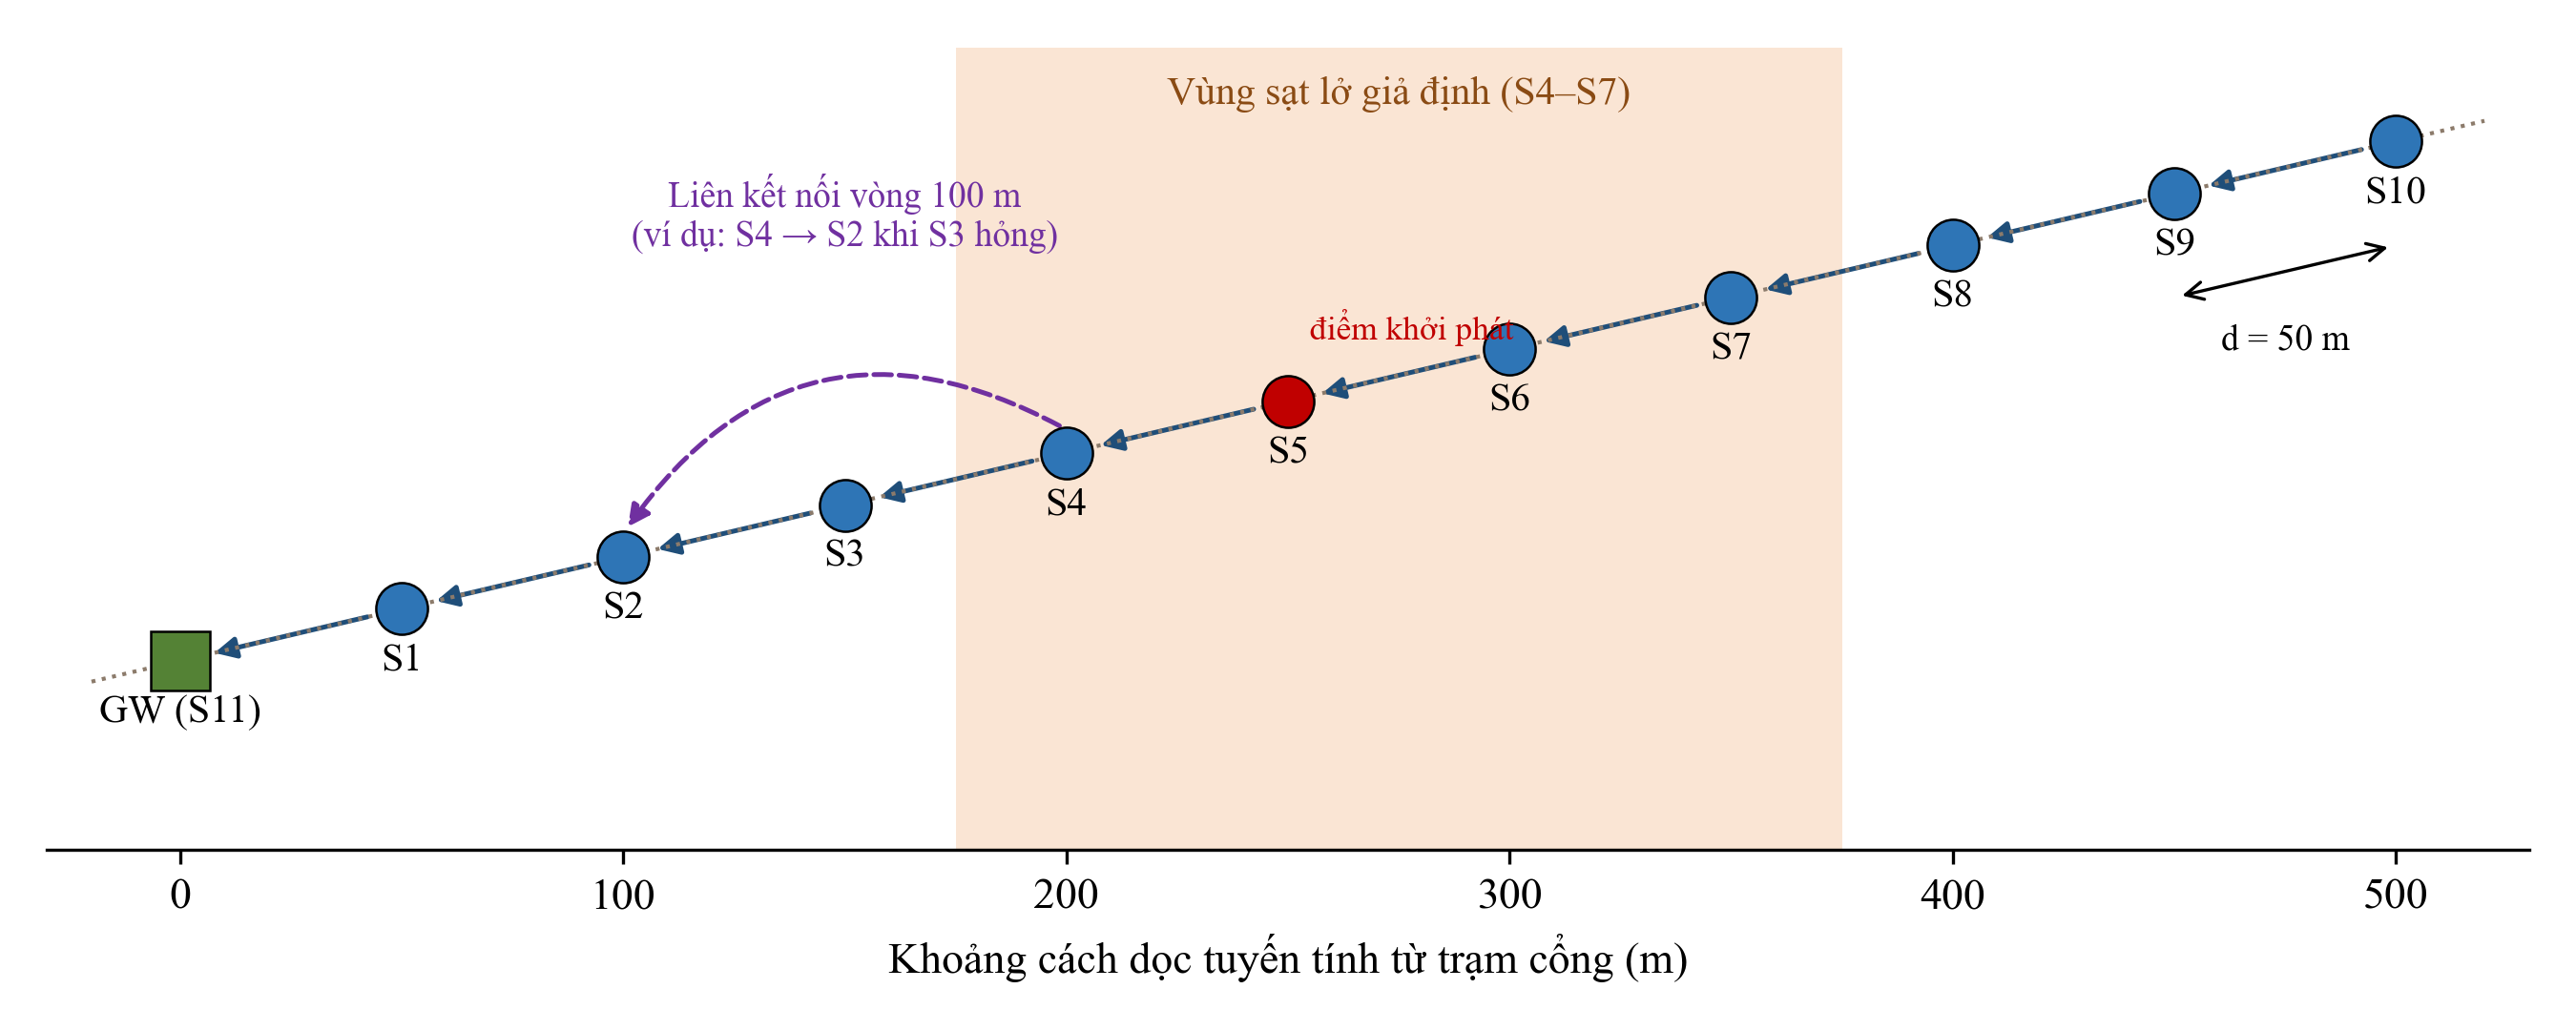 Vùng sạt lở giả định (S4–S7)
Liên kết nối vòng 100 m
(ví dụ: S4 → S2 khi S3 hỏng)
S10
S9
d = 50 m
S8
điểm khởi phát
S7
S6
S5
S4
S3
S2
S1
GW (S11)
0
100
200
300
400
500
Khoảng cách dọc tuyến tính từ trạm cổng (m)